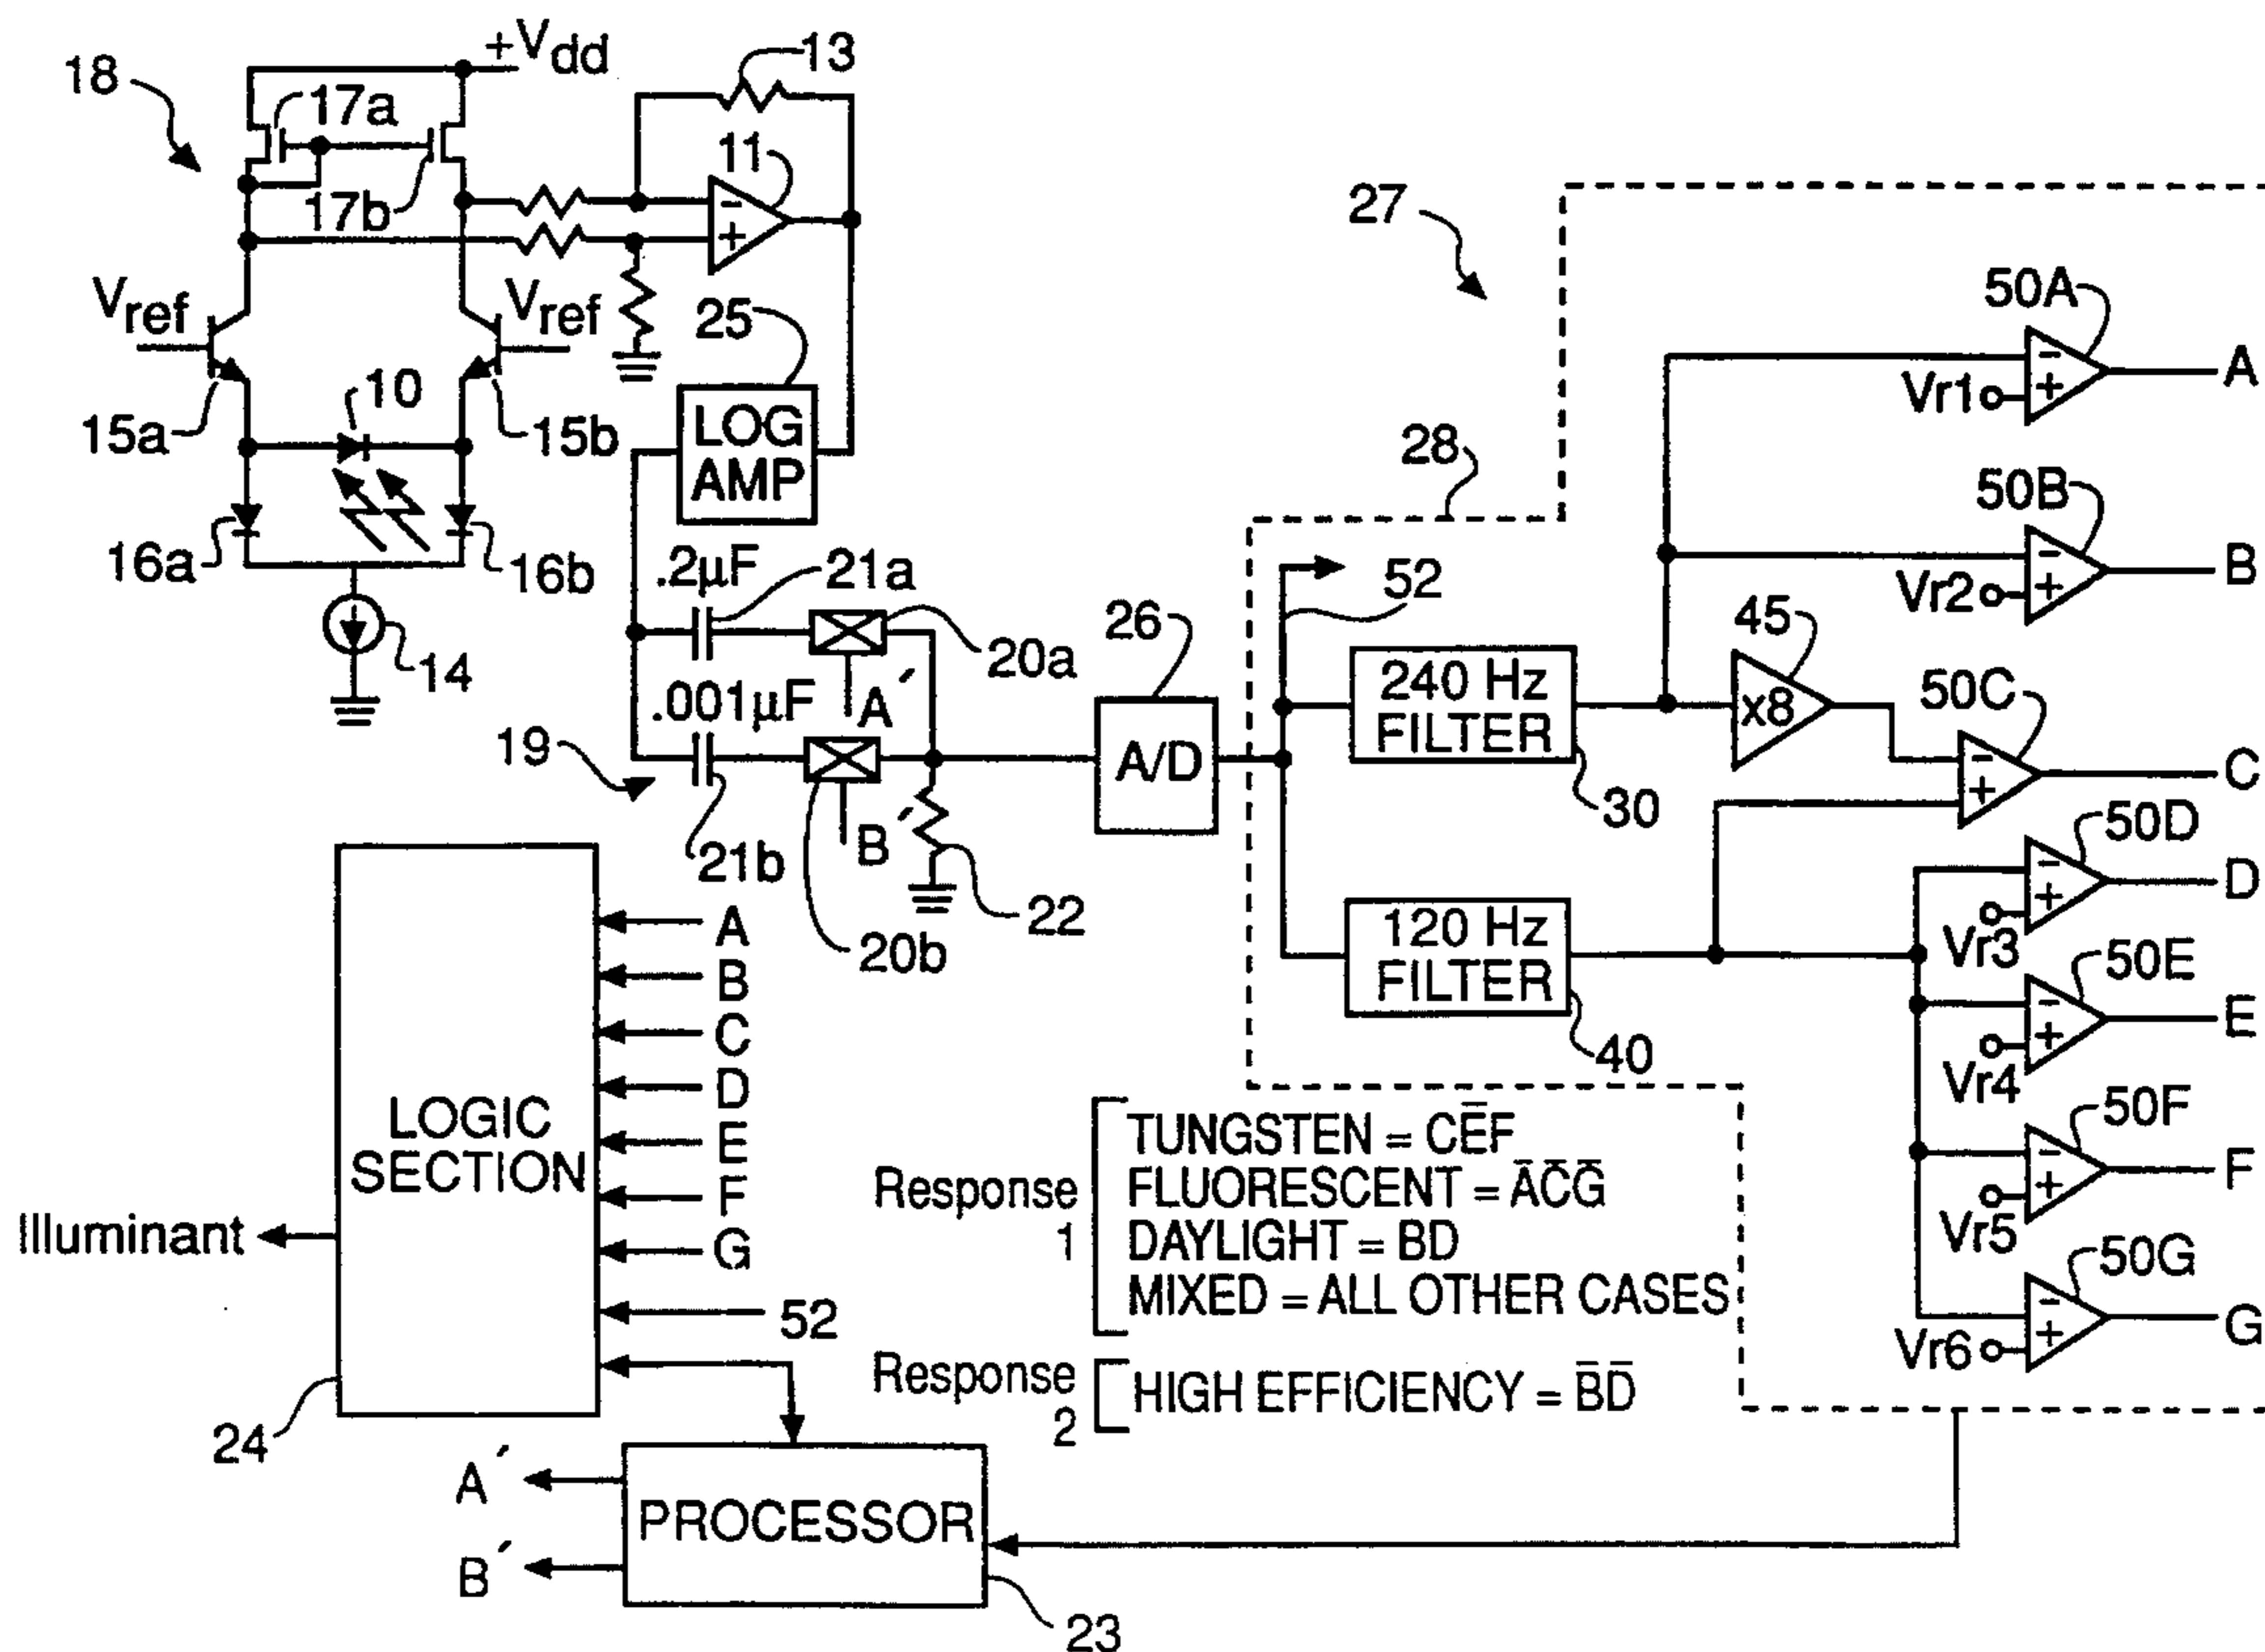 +Vdd
13
18
17a
11
17b
27
Vref
Vref
25
50A
A
Vr1
10
LOG
AMP
15a
15b
28
50B
B
Vr2
16a
16b
.2μF
21a
52
45
14
20a
26
240 Hz
FILTER
x8
50C
A′
.001μF
19
A/D
C
30
B′
21b
50D
D
Vr3
20b
22
120 Hz
FILTER
50E
E
Vr4
40
LOGIC
SECTION
A
B
C
D
E
F
G
52
Illuminant
24
Response
1
TUNGSTEN = CE̅F
FLUORESCENT = A̅C̅G̅
DAYLIGHT = BD
MIXED = ALL OTHER CASES
Response
2
HIGH EFFICIENCY = B̅D̅
50F
F
Vr5
50G
G
Vr6
A′
B′
PROCESSOR
23
-
+
-
+
-
+
-
+
-
+
-
+
-
+
-
+